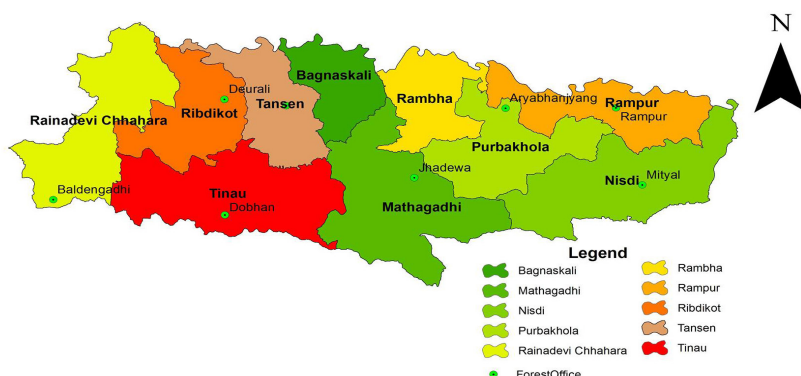 N
Bagnaskali
Deurali
Tansen
Rambha
Aryabhanjyang
Rampur
Rampur
Ribdikot
Rainadevi Chhahara
Purbakhola
Jhadewa
Mityal
Nisdi
Baldengadhi
Tinau
Mathagadhi
Dobhan
Legend
Bagnaskali
Mathagadhi
Nisdi
Purbakhola
Rainadevi Chhahara
Rambha
Rampur
Ribdikot
Tansen
Tinau
ForestOffice